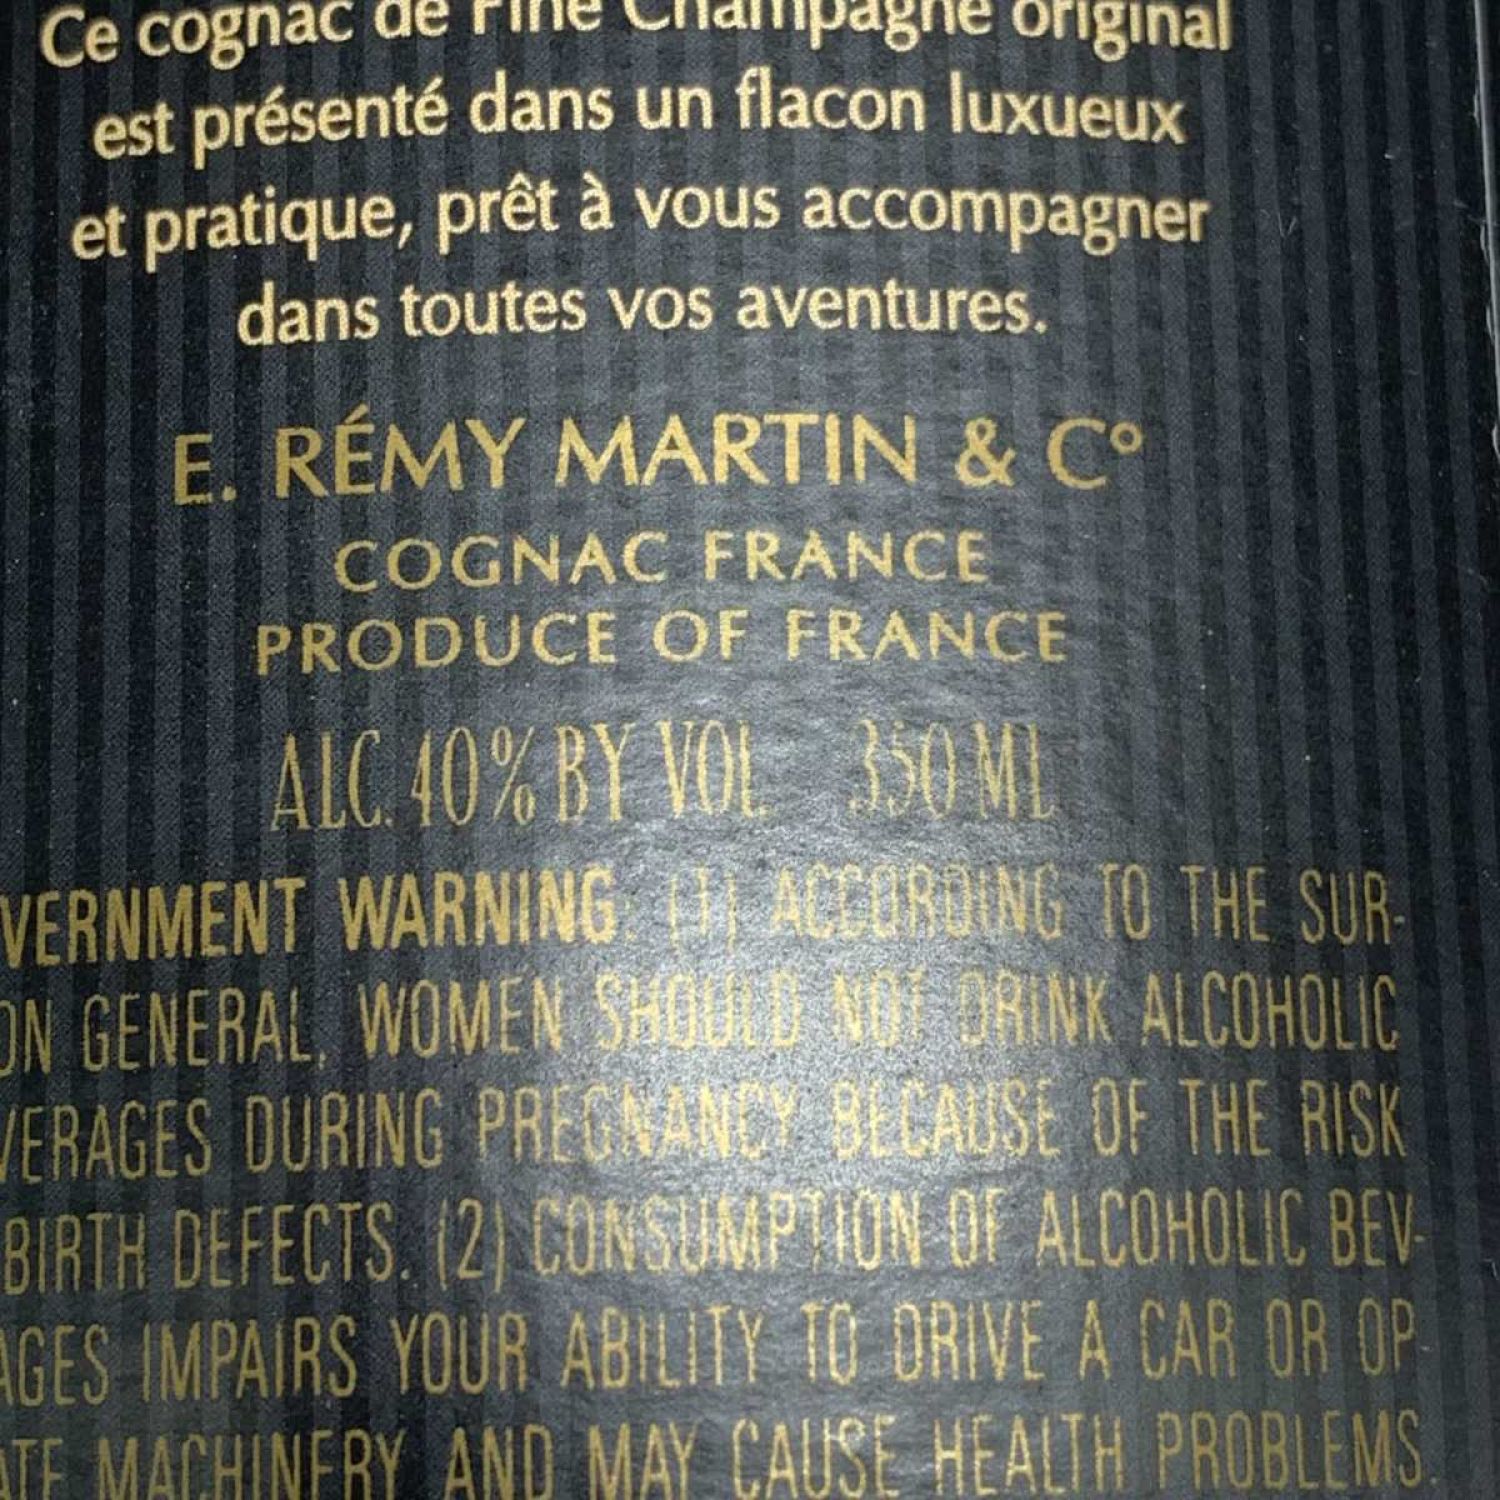 Ce cognac de Fine Champagne original
est présenté dans un flacon luxueux
et pratique, prêt à vous accompagner
dans toutes vos aventures.
E. RÉMY MARTIN & C°
COGNAC FRANCE
PRODUCE OF FRANCE
ALC. 40% BY VOL 350 ML
VERNMENT WARNING: (1) ACCORDING TO THE SUR-
ON GENERAL, WOMEN SHOULD NOT DRINK ALCOHOLIC
VERAGES DURING PREGNANCY BECAUSE OF THE RISK
BIRTH DEFECTS. (2) CONSUMPTION OF ALCOHOLIC BEV-
AGES IMPAIRS YOUR ABILITY TO DRIVE A CAR OR OP
ATE MACHINERY AND MAY CAUSE HEALTH PROBLEMS.